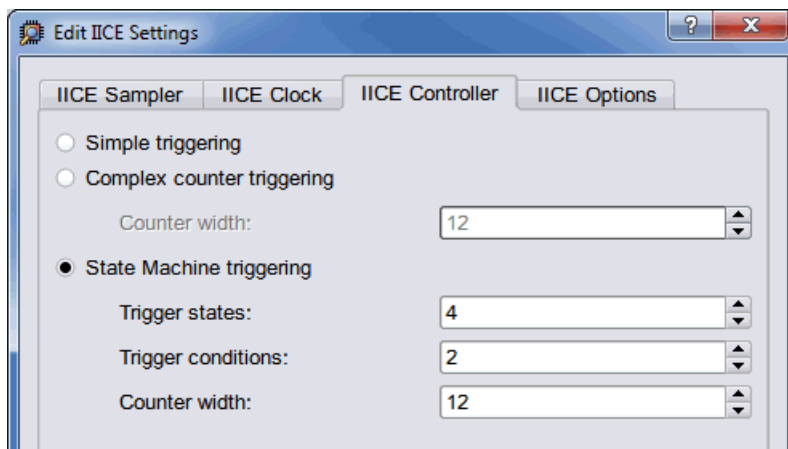 Edit IICE Settings ? X
IICE Sampler IICE Clock IICE Controller IICE Options
Simple triggering
Complex counter triggering
Counter width: 12
State Machine triggering
Trigger states: 4
Trigger conditions: 2
Counter width: 12